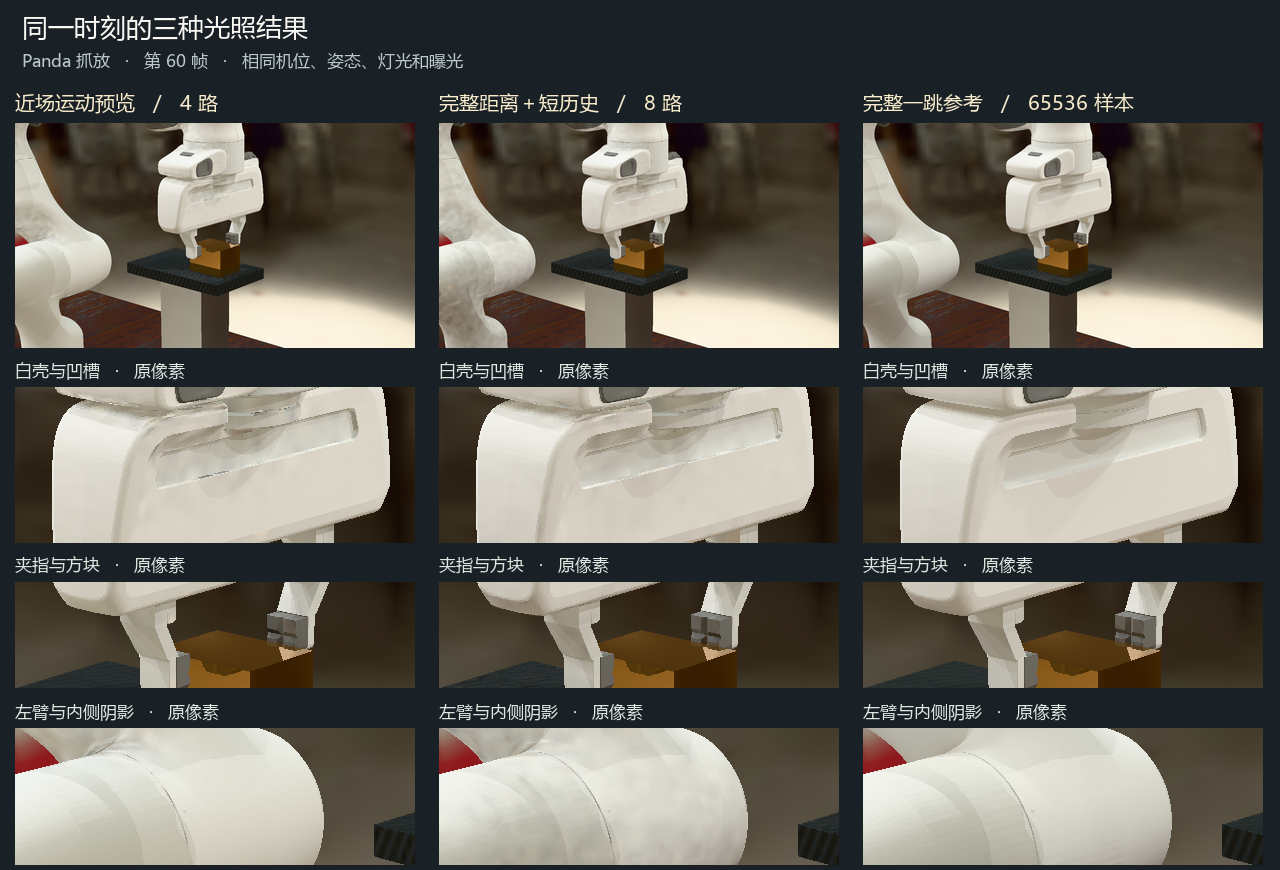 同一时刻的三种光照结果
Panda 抓放 · 第 60 帧 · 相同机位、姿态、灯光和曝光
近场运动预览 / 4 路
完整距离+短历史 / 8 路
完整一跳参考 / 65536 样本
白壳与凹槽 · 原像素
白壳与凹槽 · 原像素
白壳与凹槽 · 原像素
夹指与方块 · 原像素
夹指与方块 · 原像素
夹指与方块 · 原像素
左臂与内侧阴影 · 原像素
左臂与内侧阴影 · 原像素
左臂与内侧阴影 · 原像素